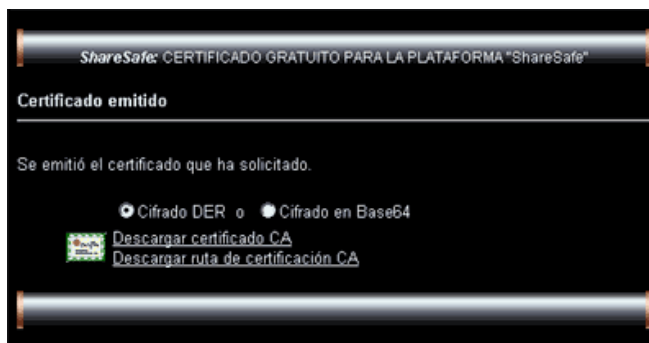 ShareSafe: CERTIFICADO GRATUITO PARA LA PLATAFORMA "ShareSafe"
Certificado emitido
Se emitió el certificado que ha solicitado.
Cifrado DER o Cifrado en Base64
Descargar certificado CA
Descargar ruta de certificación CA